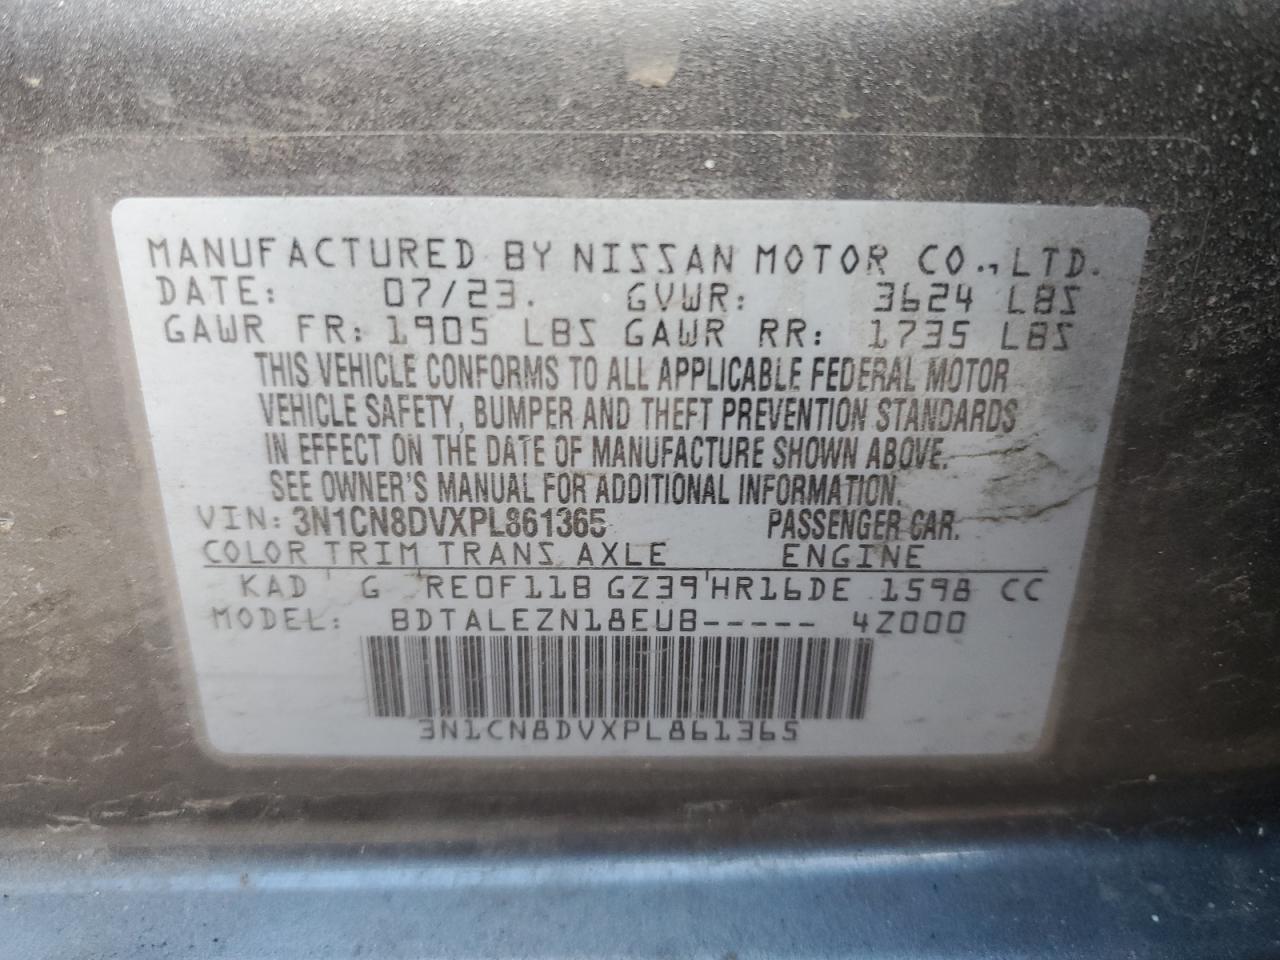 MANUFACTURED BY NISSAN MOTOR CO., LTD.
DATE: 07/23. GVWR: 3624 LBS
GAWR FR: 1905 LBS GAWR RR: 1735 LBS
THIS VEHICLE CONFORMS TO ALL APPLICABLE FEDERAL MOTOR
VEHICLE SAFETY, BUMPER AND THEFT PREVENTION STANDARDS
IN EFFECT ON THE DATE OF MANUFACTURE SHOWN ABOVE.
SEE OWNER'S MANUAL FOR ADDITIONAL INFORMATION.
VIN: 3N1CN8DVXPL861365 PASSENGER CAR.
COLOR TRIM TRANS AXLE ENGINE
KAD ' G ' RE0F11B GZ39'HR16DE 1598 CC
MODEL: BDTALEZN18EUB----- 4Z000
3N1CN8DVXPL861365